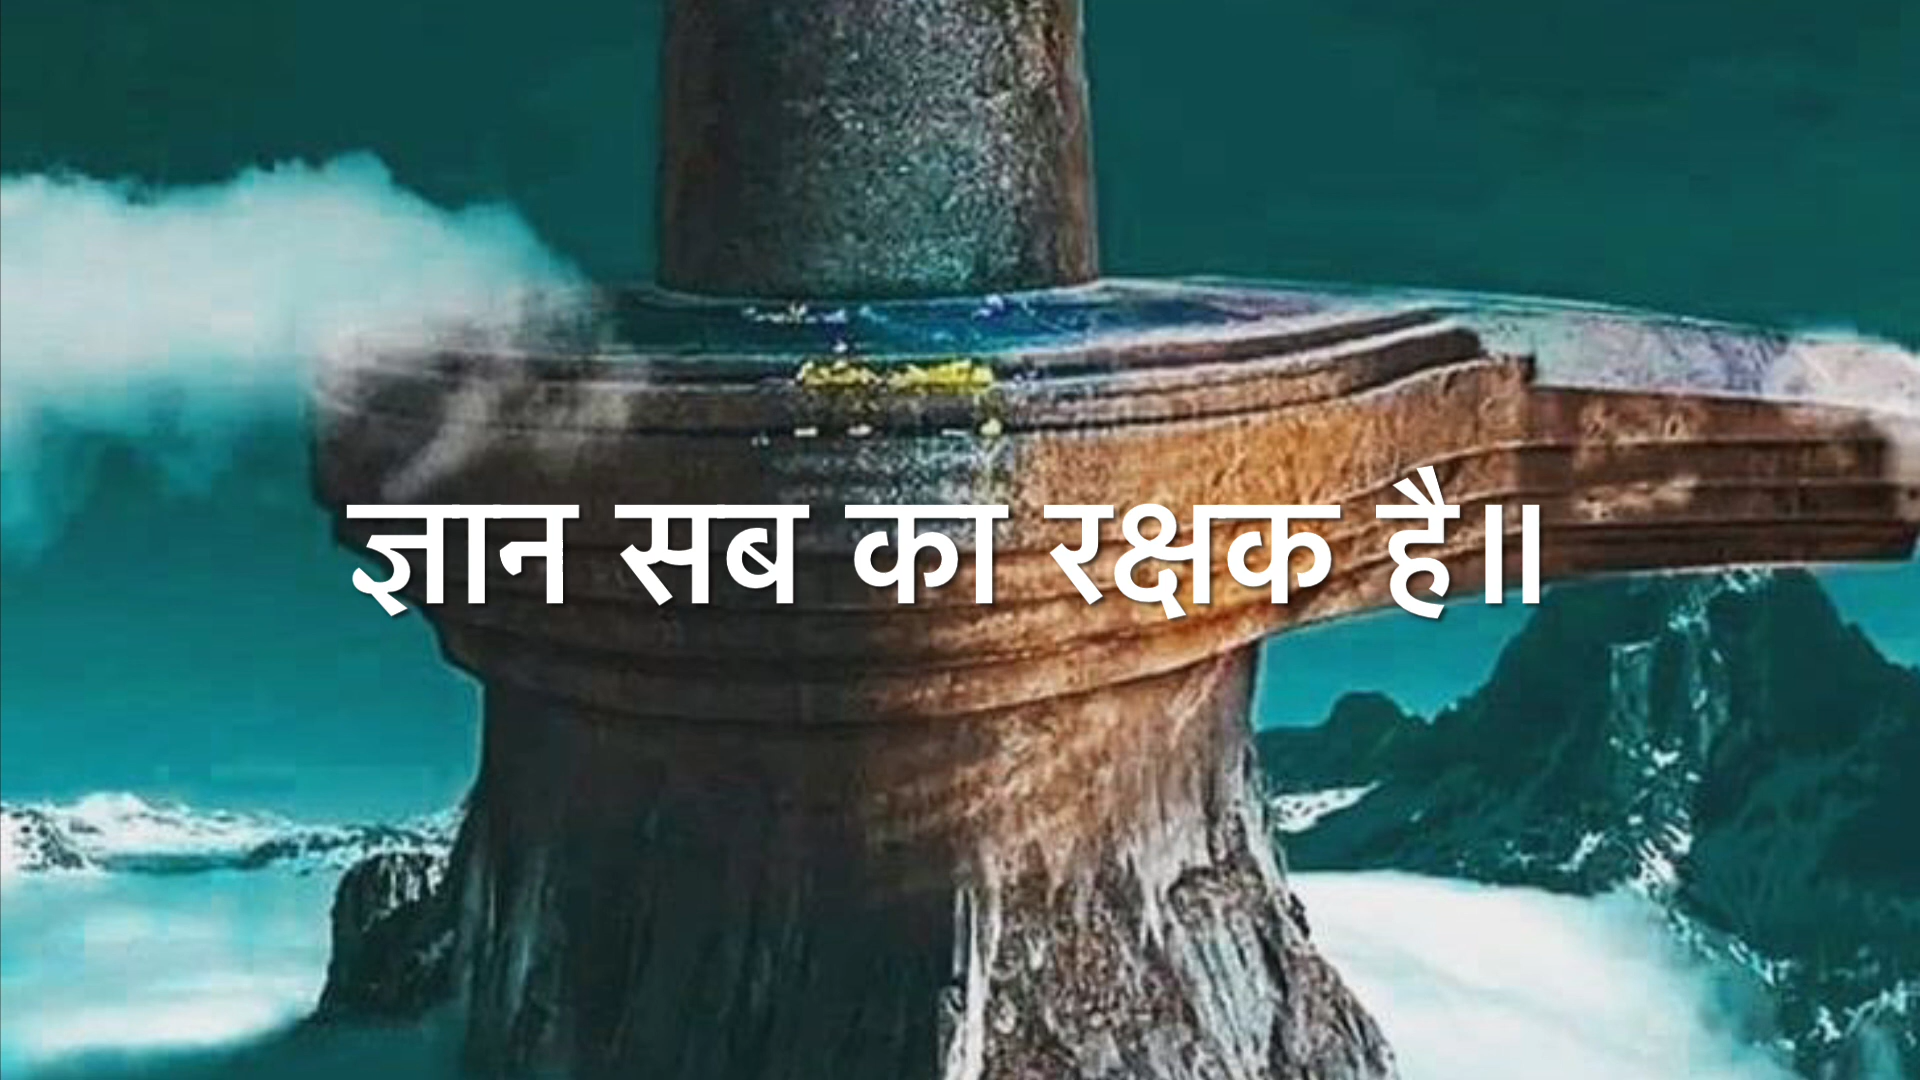 ज्ञान सब का रक्षक है॥